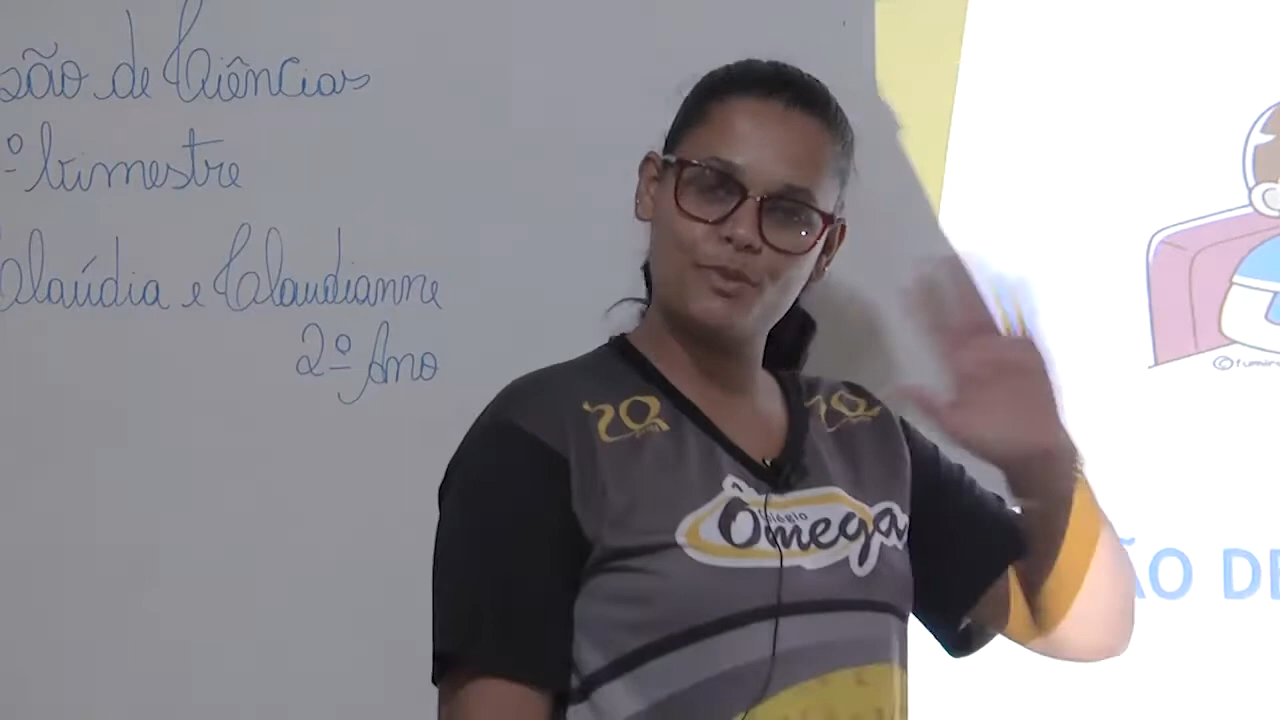 são de Ciências
º trimestre
Claúdia e Claudianne
2º Ano
20
20
Colégio
Ômega
ÃO DE